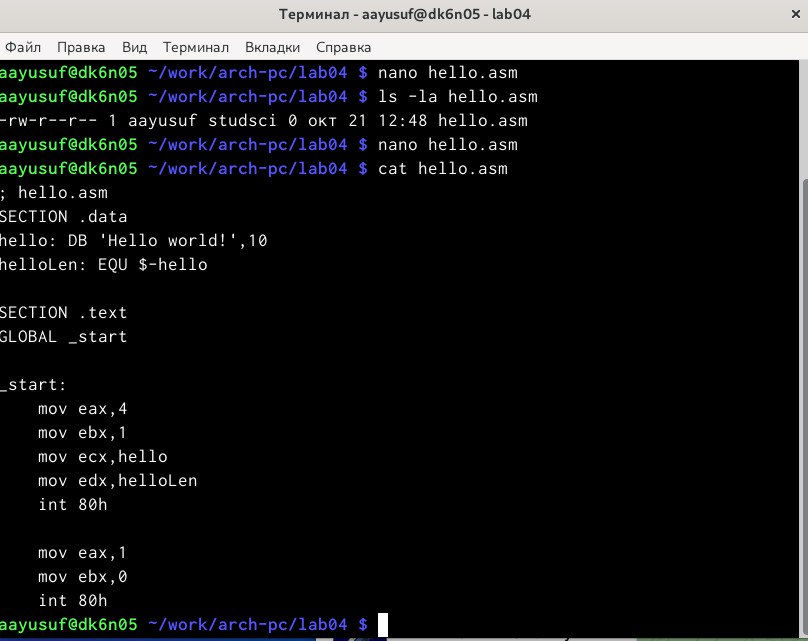 Терминал - aayusuf@dk6n05 - lab04
Файл Правка Вид Терминал Вкладки Справка
aayusuf@dk6n05 ~/work/arch-pc/lab04 $ nano hello.asm
aayusuf@dk6n05 ~/work/arch-pc/lab04 $ ls -la hello.asm
-rw-r--r-- 1 aayusuf studsci 0 окт 21 12:48 hello.asm
aayusuf@dk6n05 ~/work/arch-pc/lab04 $ nano hello.asm
aayusuf@dk6n05 ~/work/arch-pc/lab04 $ cat hello.asm
; hello.asm
SECTION .data
hello: DB 'Hello world!',10
helloLen: EQU $-hello

SECTION .text
GLOBAL _start

_start:
    mov eax,4
    mov ebx,1
    mov ecx,hello
    mov edx,helloLen
    int 80h

    mov eax,1
    mov ebx,0
    int 80h
aayusuf@dk6n05 ~/work/arch-pc/lab04 $